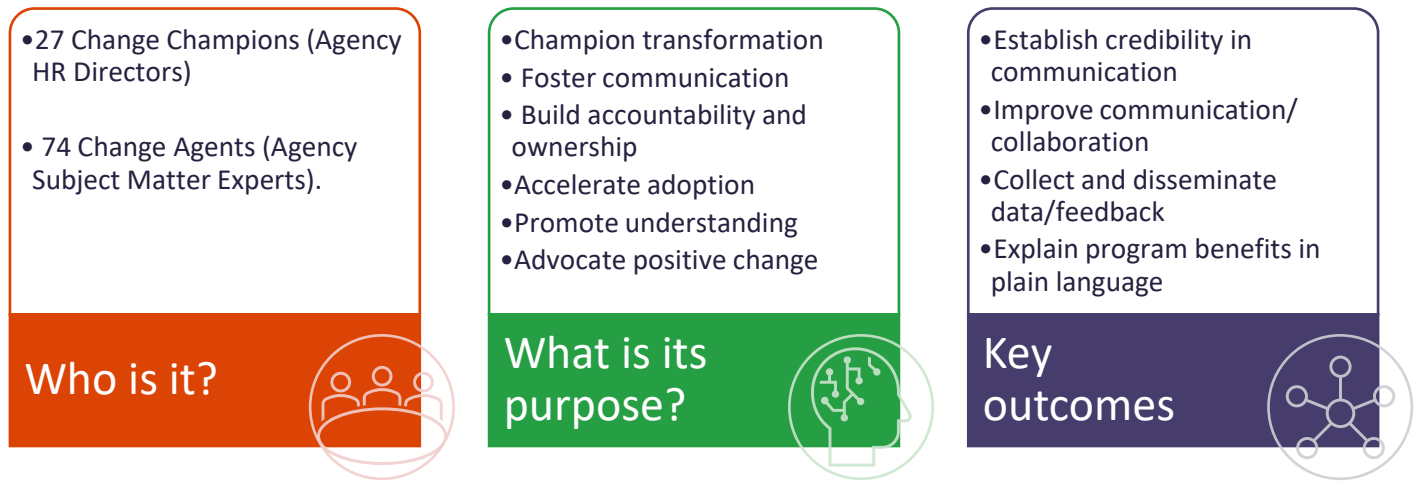 •27 Change Champions (Agency
HR Directors)
• 74 Change Agents (Agency
Subject Matter Experts).
Who is it?
•Champion transformation
• Foster communication
• Build accountability and
ownership
•Accelerate adoption
•Promote understanding
•Advocate positive change
What is its
purpose?
•Establish credibility in
communication
•Improve communication/
collaboration
•Collect and disseminate
data/feedback
•Explain program benefits in
plain language
Key
outcomes